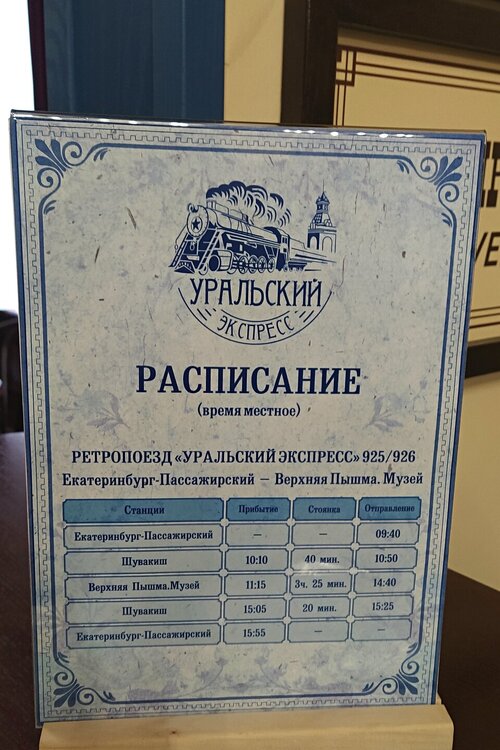 УРАЛЬСКИЙ
ЭКСПРЕСС
РАСПИСАНИЕ
(время местное)
РЕТРОПОЕЗД «УРАЛЬСКИЙ ЭКСПРЕСС» 925/926
Екатеринбург-Пассажирский – Верхняя Пышма. Музей
Станции Прибытие Стоянка Отправление
Екатеринбург-Пассажирский — — 09:40
Шувакиш 10:10 40 мин. 10:50
Верхняя Пышма.Музей 11:15 3ч. 25 мин. 14:40
Шувакиш 15:05 20 мин. 15:25
Екатеринбург-Пассажирский 15:55 — —